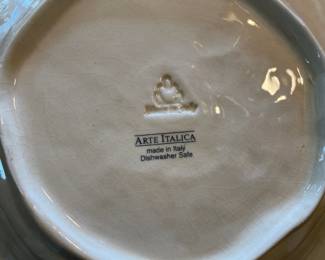 ARTE ITALICA
made in Italy
Dishwasher Safe